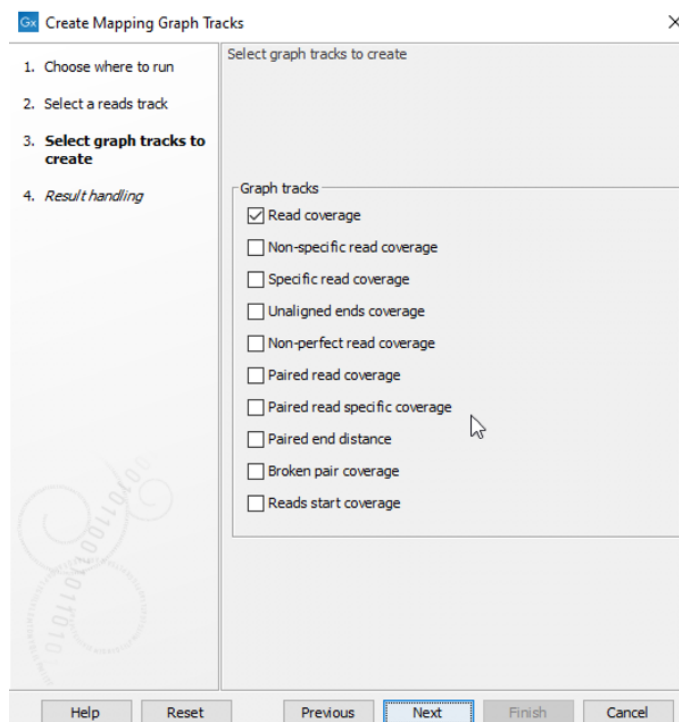 Gx Create Mapping Graph Tracks
1. Choose where to run
2. Select a reads track
3. Select graph tracks to
create
4. Result handling
Select graph tracks to create
Graph tracks
Read coverage
Non-specific read coverage
Specific read coverage
Unaligned ends coverage
Non-perfect read coverage
Paired read coverage
Paired read specific coverage
Paired end distance
Broken pair coverage
Reads start coverage
Help Reset Previous Next Finish Cancel